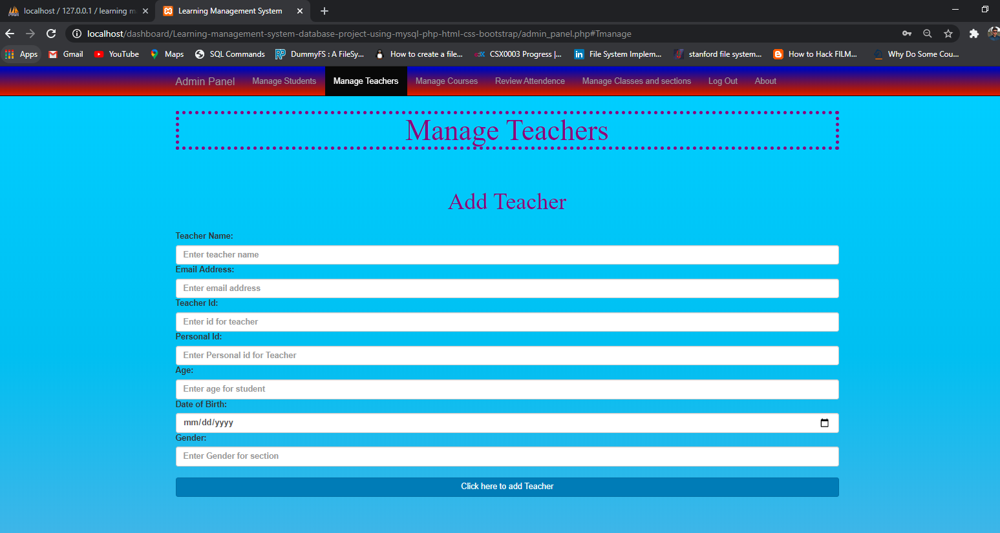 localhost / 127.0.0.1 / learning m
Learning Management System
localhost/dashboard/Learning-management-system-database-project-using-mysql-php-html-css-bootstrap/admin_panel.php#Tmanage
Apps Gmail YouTube Maps SQL Commands DummyFS : A FileSy... How to create a file... CSX0003 Progress |... File System Implem... stanford file system... How to Hack FILM... Why Do Some Cou...
Admin Panel Manage Students Manage Teachers Manage Courses Review Attendence Manage Classes and sections Log Out About
Manage Teachers
Add Teacher
Teacher Name:
Enter teacher name
Email Address:
Enter email address
Teacher Id:
Enter id for teacher
Personal Id:
Enter Personal id for Teacher
Age:
Enter age for student
Date of Birth:
mm/dd/yyyy
Gender:
Enter Gender for section
Click here to add Teacher